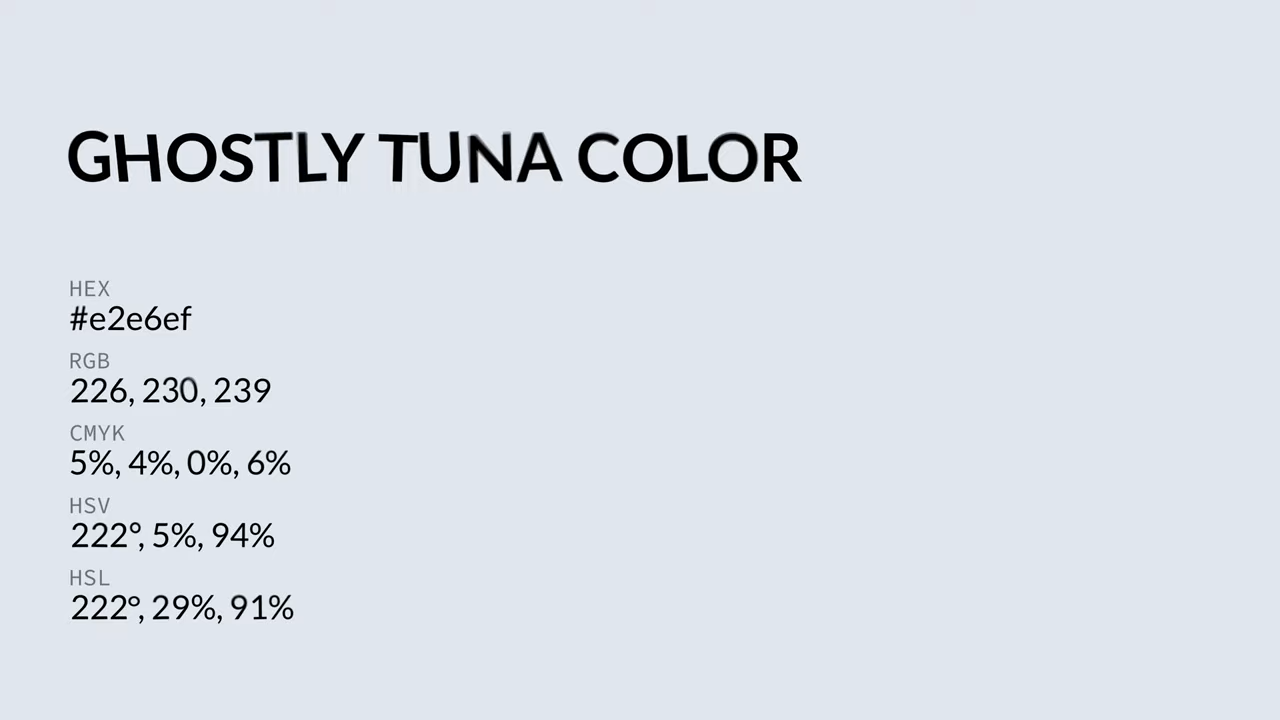 GHOSTLY TUNA COLOR
HEX
#e2e6ef
RGB
226, 230, 239
CMYK
5%, 4%, 0%, 6%
HSV
222°, 5%, 94%
HSL
222°, 29%, 91%